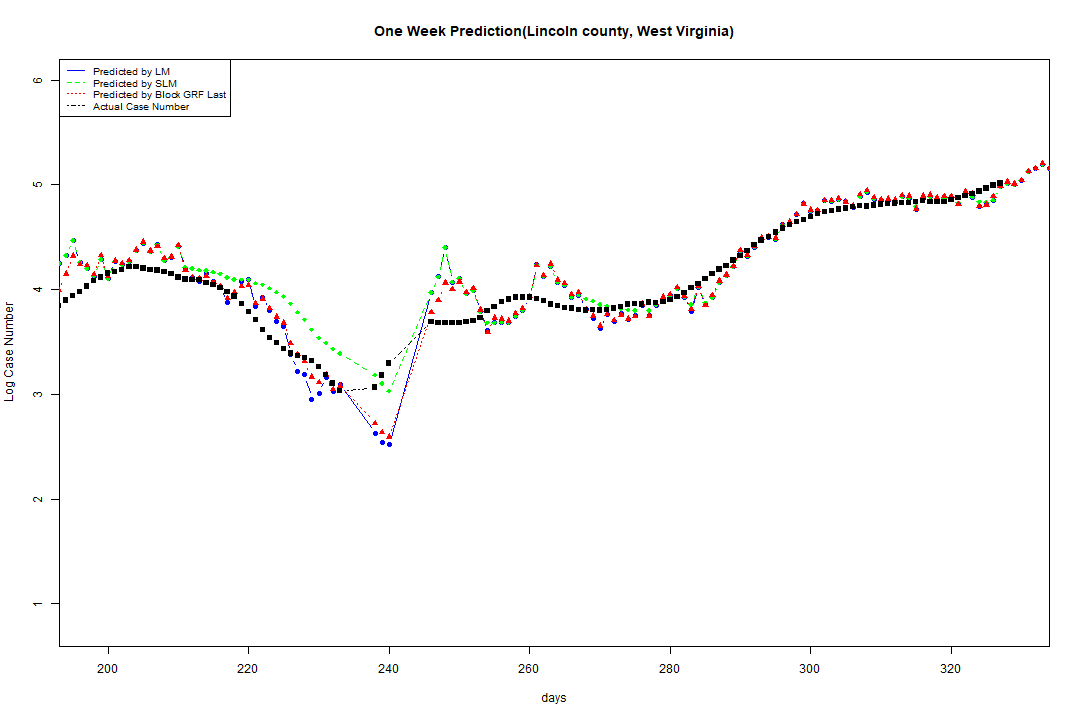 One Week Prediction(Lincoln county, West Virginia)
Predicted by LM
Predicted by SLM
Predicted by Block GRF Last
Actual Case Number
6
5
4
3
2
1
Log Case Number
200 220 240 260 280 300 320
days